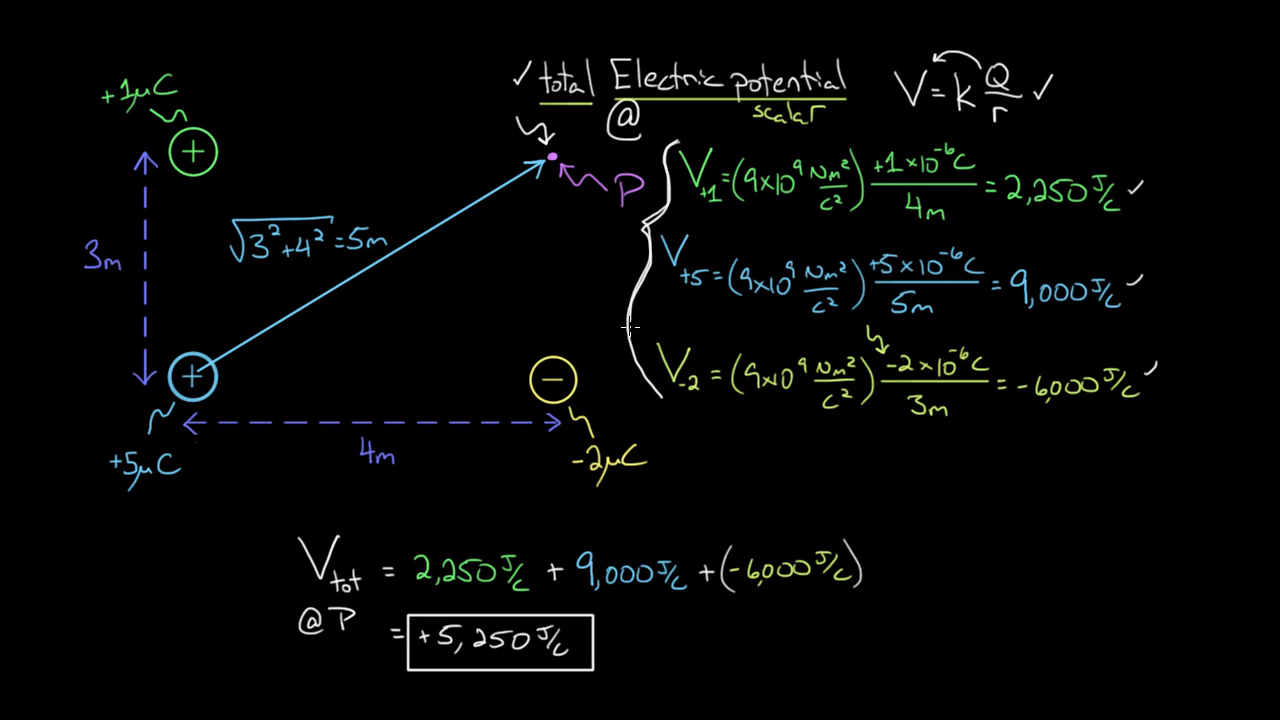 +1μC
✓ total Electric potential
scalar
@
V = k Q/r ✓
P
3m
√3²+4² = 5m
V+1 = (9×10⁹ Nm²/C²) +1×10⁻⁶C/4m = 2,250 J/C ✓
V+5 = (9×10⁹ Nm²/C²) +5×10⁻⁶C/5m = 9,000 J/C ✓
V-2 = (9×10⁹ Nm²/C²) -2×10⁻⁶C/3m = -6,000 J/C ✓
+
+
−
4m
+5μC
-2μC
Vtot = 2,250 J/C + 9,000 J/C + (-6,000 J/C)
@ P
= +5,250 J/C